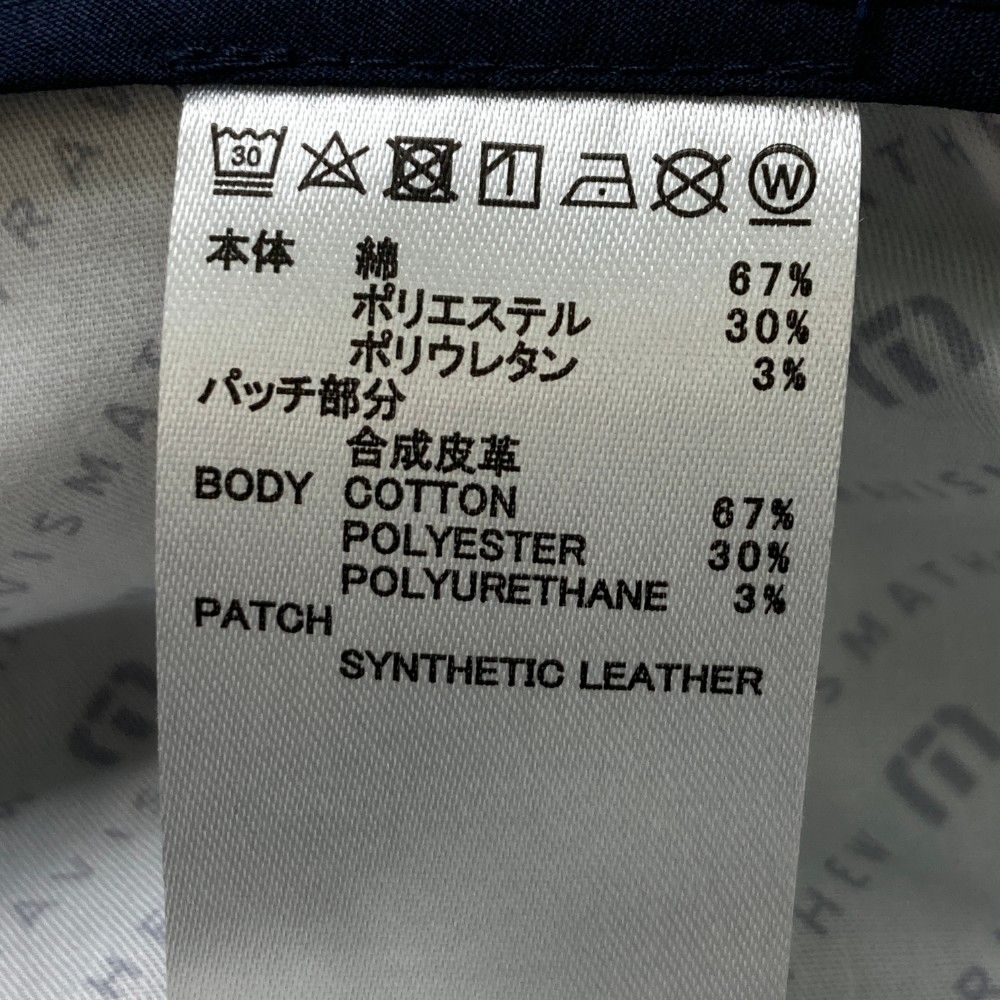 30
W
本体 綿 67%
ポリエステル 30%
ポリウレタン 3%
パッチ部分
合成皮革
BODY COTTON 67%
POLYESTER 30%
POLYURETHANE 3%
PATCH
SYNTHETIC LEATHER